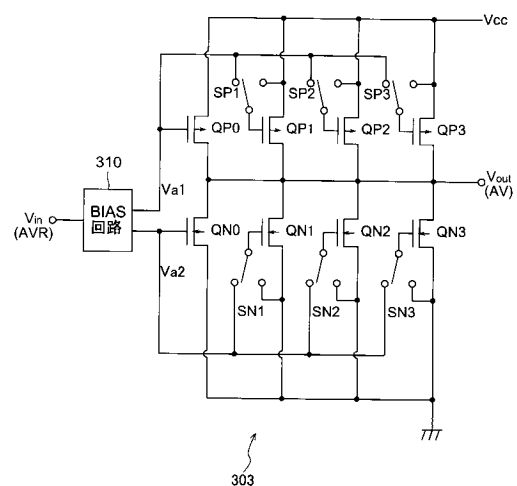 Vcc
SP1
SP2
SP3
QP0
QP1
QP2
QP3
310
Va1
Vout
(AV)
Vin
(AVR)
BIAS
回路
QN0
QN1
QN2
QN3
Va2
SN1
SN2
SN3
303